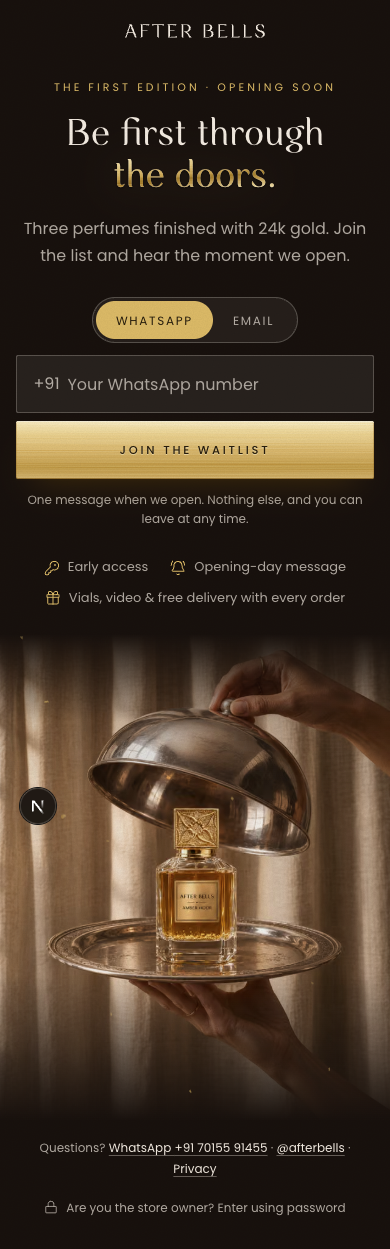 AFTER BELLS
THE FIRST EDITION · OPENING SOON
Be first through
the doors.
Three perfumes finished with 24k gold. Join
the list and hear the moment we open.
WHATSAPP EMAIL
+91 Your WhatsApp number
JOIN THE WAITLIST
One message when we open. Nothing else, and you can
leave at any time.
Early access Opening-day message
Vials, video & free delivery with every order
N
AFTER BELLS
Questions? WhatsApp +91 70155 91455 · @afterbells ·
Privacy
Are you the store owner? Enter using password